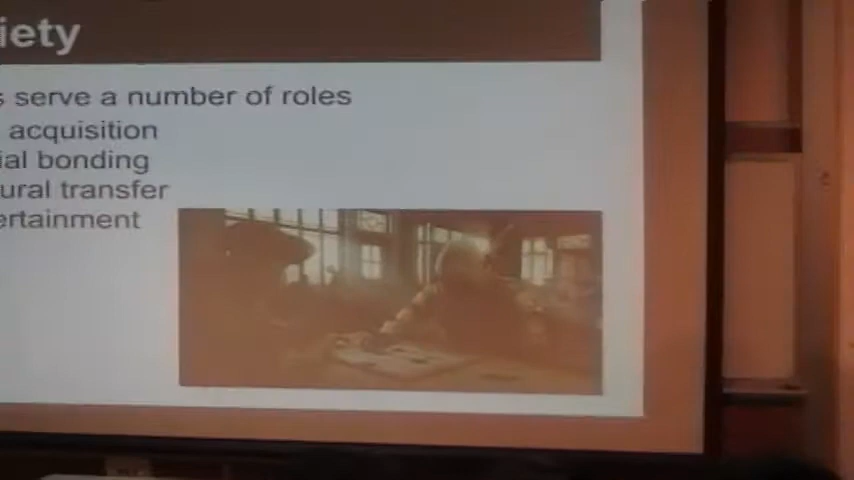 iety
s serve a number of roles
acquisition
ial bonding
ural transfer
ertainment